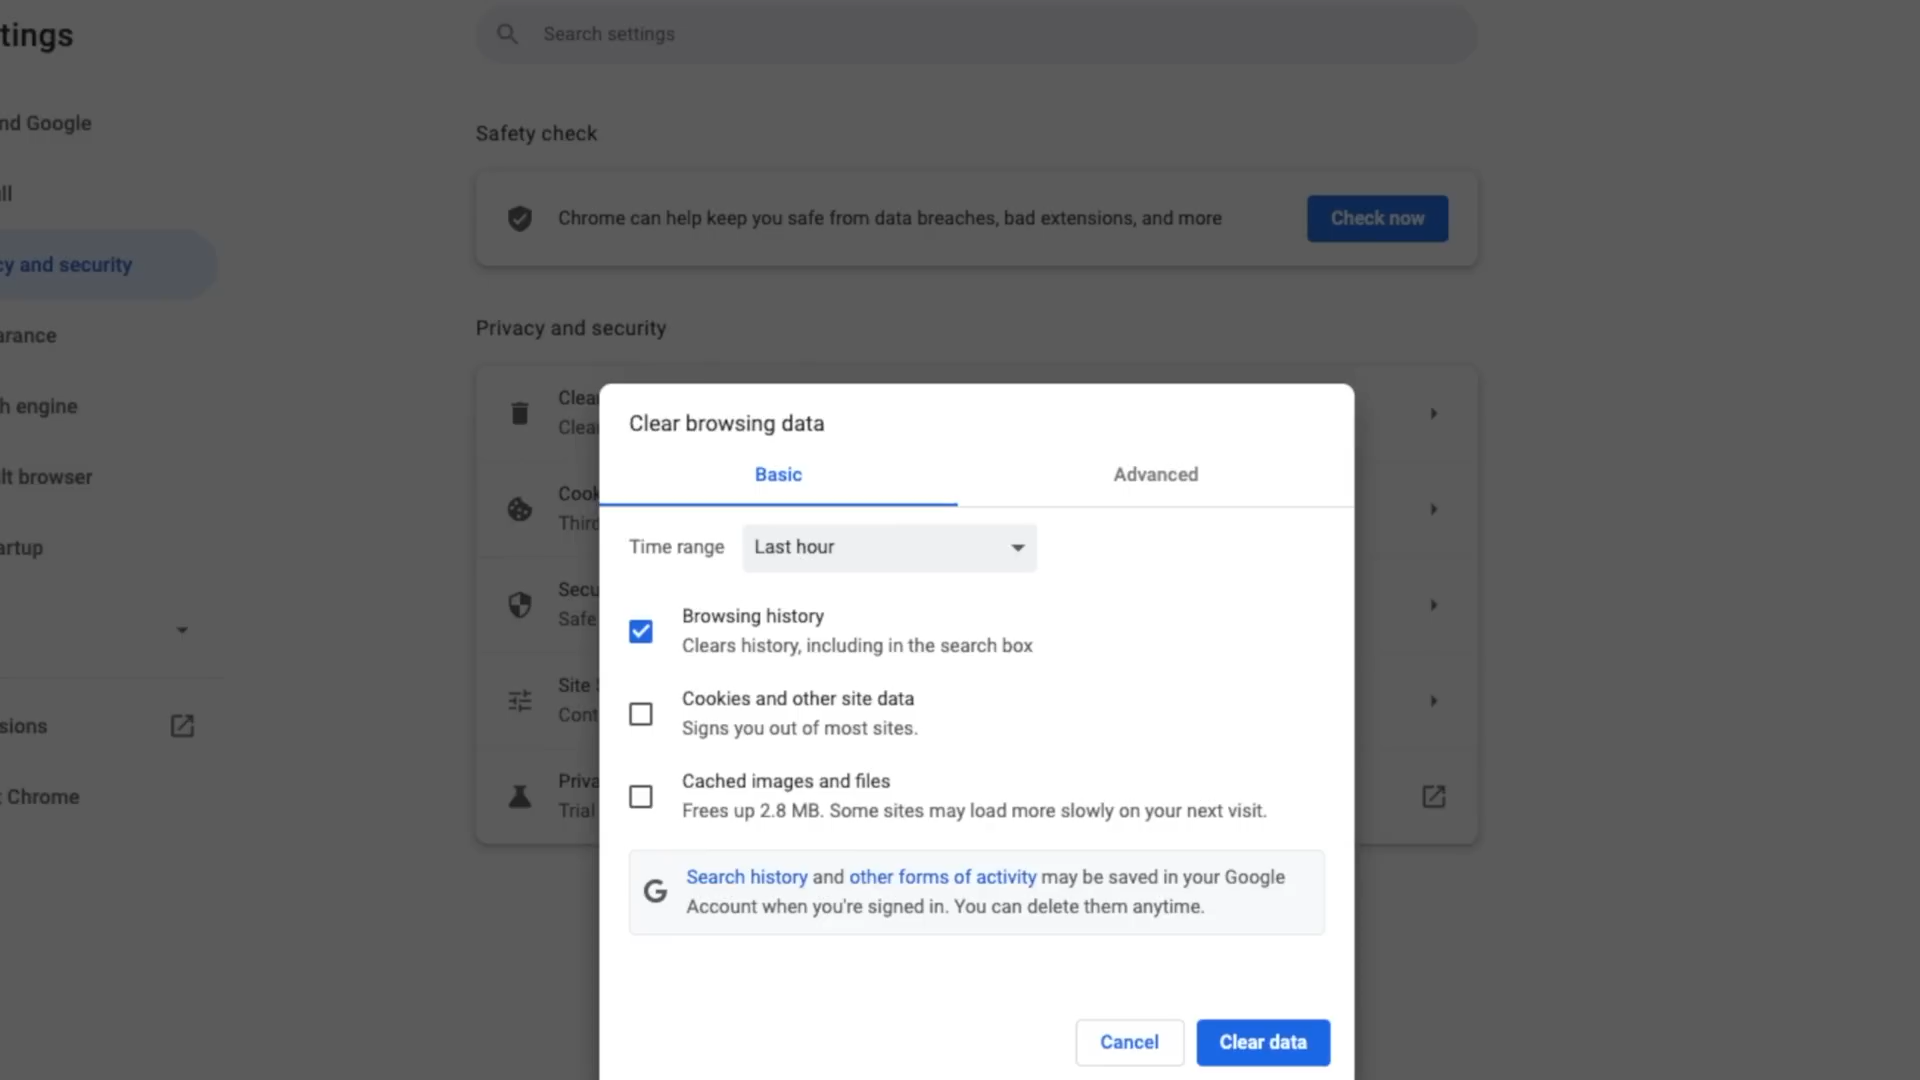 tings
Search settings
nd Google
Safety check
ll
Chrome can help keep you safe from data breaches, bad extensions, and more
Check now
cy and security
Privacy and security
arance
h engine
lt browser
artup
sions
t Chrome
Clea
Clea
Cook
Third
Secu
Safe
Site
Cont
Priva
Trial
Clear browsing data
Basic
Advanced
Time range
Last hour
Browsing history
Clears history, including in the search box
Cookies and other site data
Signs you out of most sites.
Cached images and files
Frees up 2.8 MB. Some sites may load more slowly on your next visit.
G
Search history and other forms of activity may be saved in your Google
Account when you're signed in. You can delete them anytime.
Cancel
Clear data